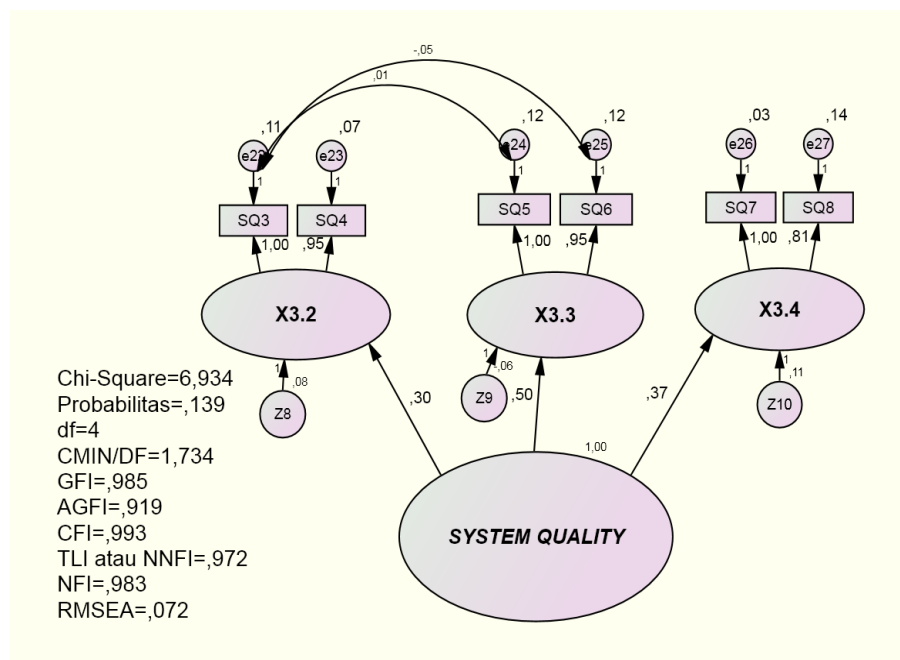 -,05
,01
,11
,07
,12
,12
,03
,14
e22
e23
e24
e25
e26
e27
1
1
1
1
1
1
SQ3
SQ4
SQ5
SQ6
SQ7
SQ8
1,00
,95
1,00
,95
1,00
,81
X3.2
X3.3
X3.4
1
,08
1
-,06
1
,11
Z8
Z9
Z10
,30
,50
,37
1,00
SYSTEM QUALITY
Chi-Square=6,934
Probabilitas=,139
df=4
CMIN/DF=1,734
GFI=,985
AGFI=,919
CFI=,993
TLI atau NNFI=,972
NFI=,983
RMSEA=,072